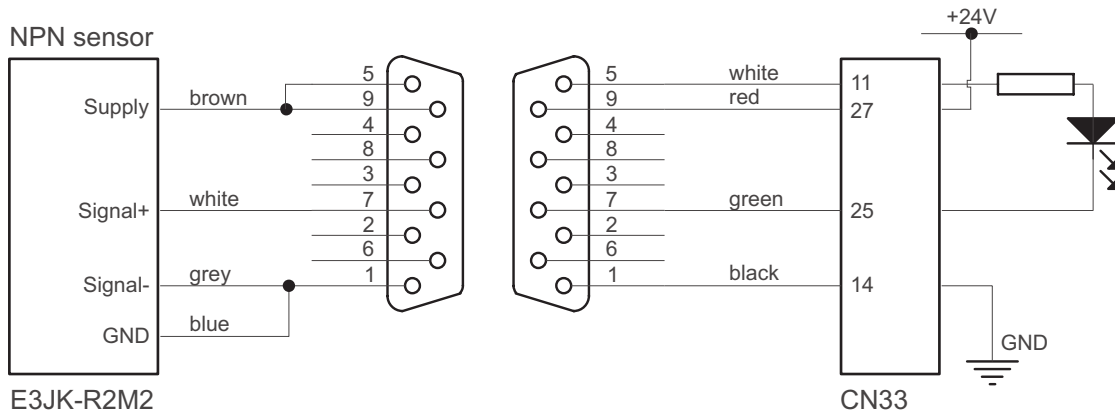 +24V
NPN sensor
Supply
brown
Signal+
white
Signal-
grey
GND
blue
E3JK-R2M2
5
9
4
8
3
7
2
6
1
5
9
4
8
3
7
2
6
1
white
red
green
black
11
27
25
14
GND
CN33